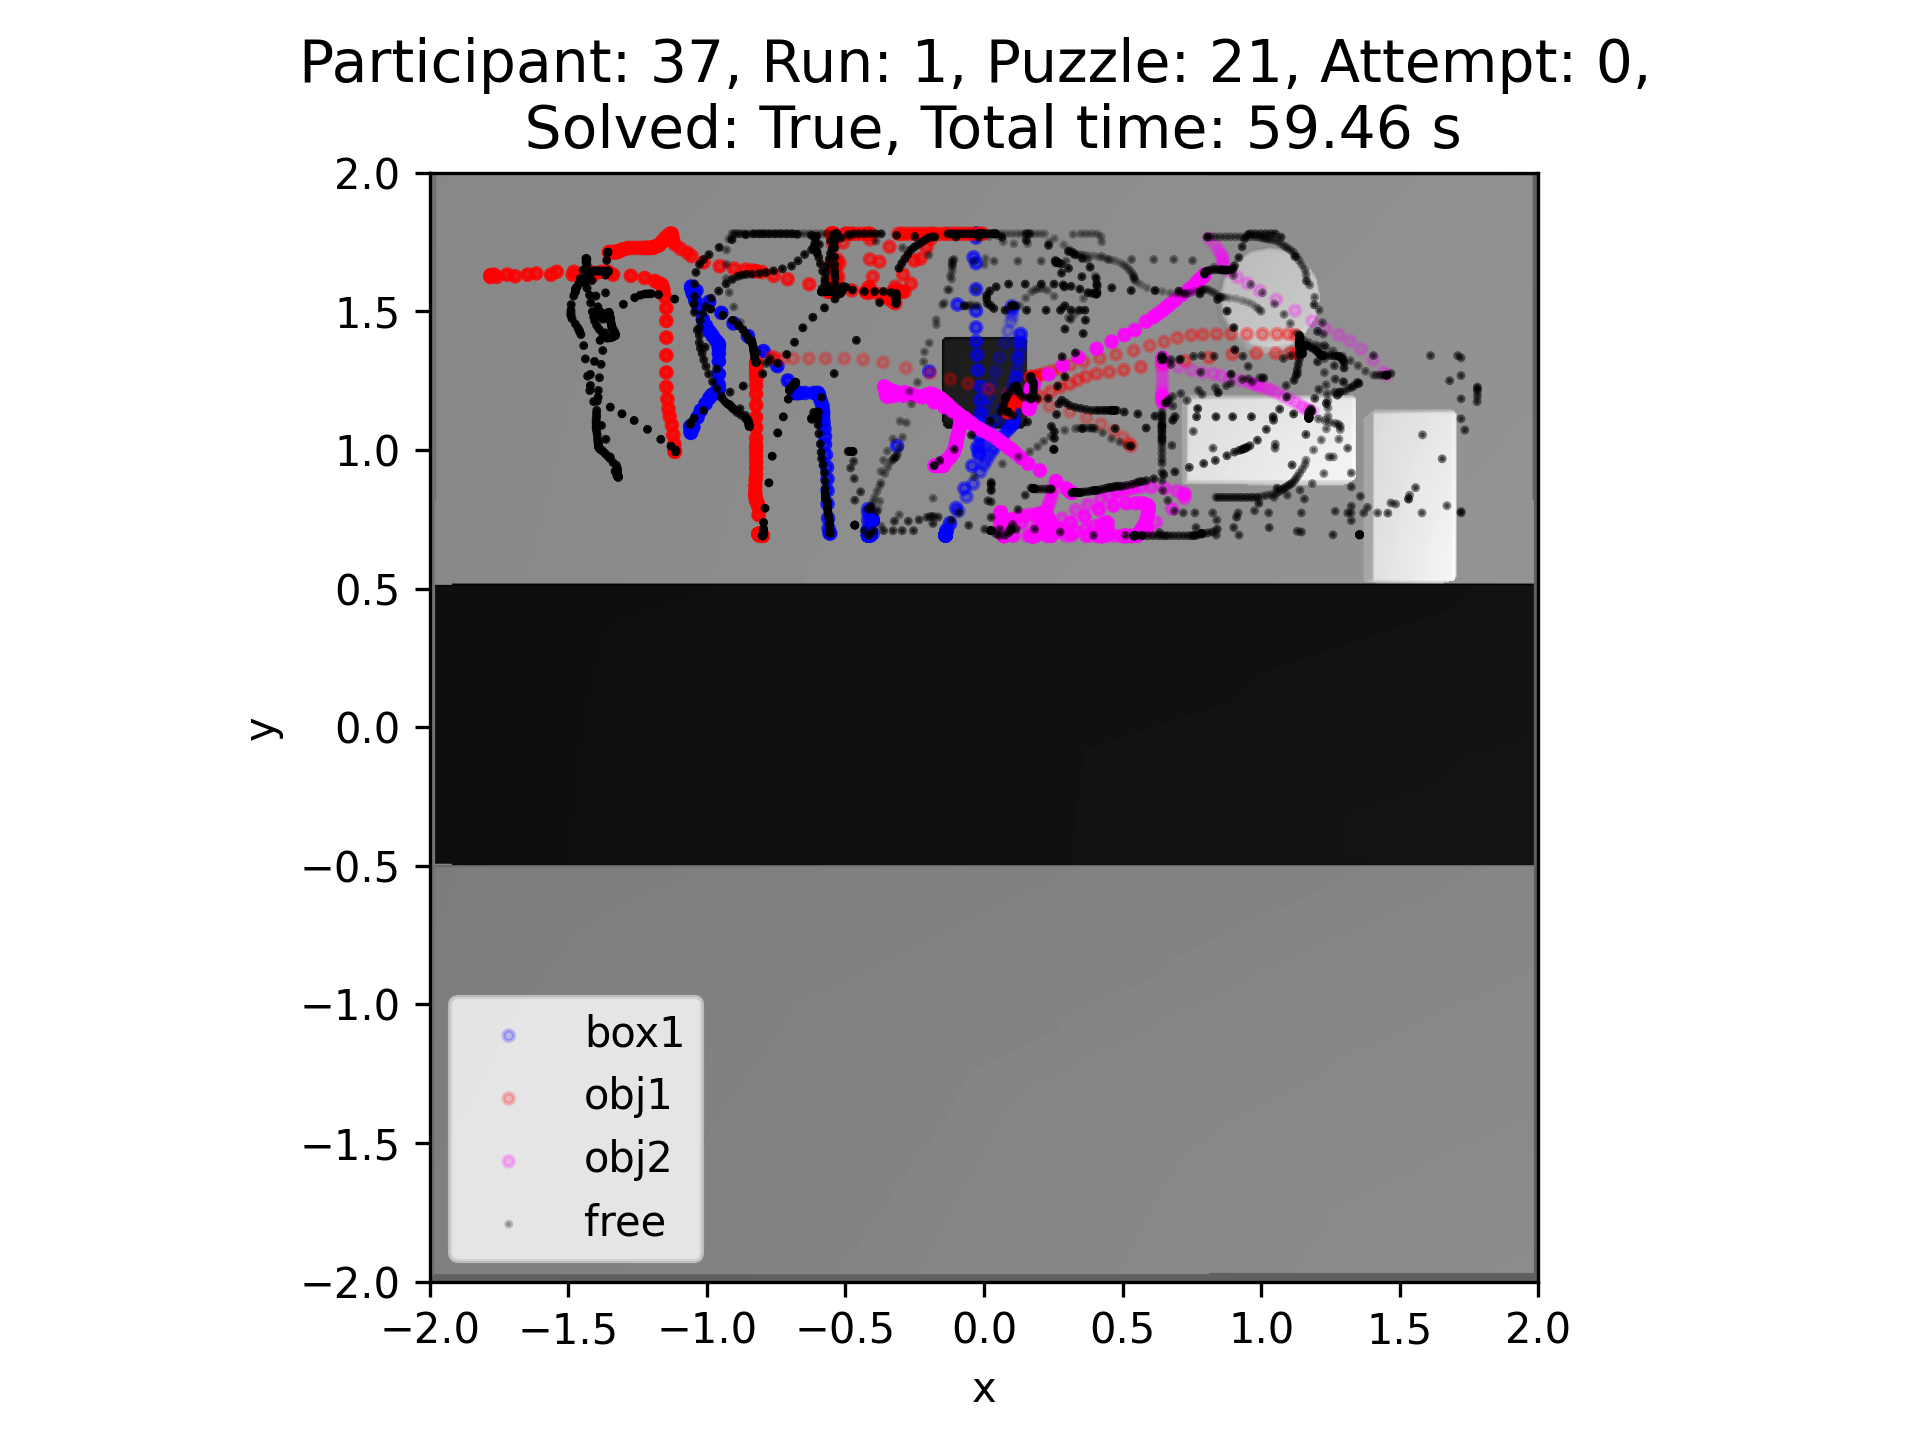 Participant: 37, Run: 1, Puzzle: 21, Attempt: 0,
Solved: True, Total time: 59.46 s
2.0
1.5
1.0
0.5
0.0
−0.5
−1.0
−1.5
−2.0
y
box1
obj1
obj2
free
−2.0 −1.5 −1.0 −0.5 0.0 0.5 1.0 1.5 2.0
x